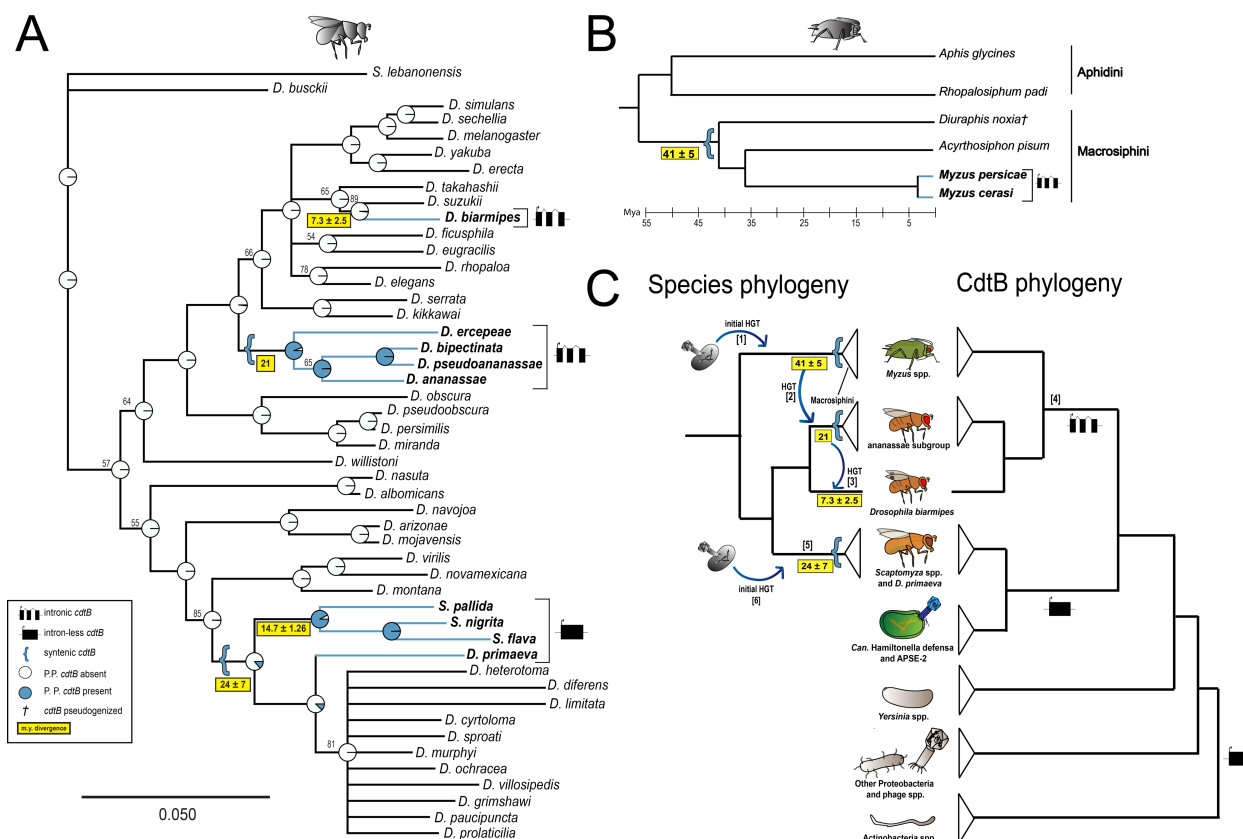 A
S. lebanonensis
D. busckii
D. simulans
D. sechellia
D. melanogaster
D. yakuba
D. erecta
65
D. takahashii
89
D. suzukii
7.3 ± 2.5
D. biarmipes
54
D. ficusphila
D. eugracilis
66
78
D. rhopaloa
D. elegans
D. serrata
D. kikkawai
D. ercepeae
21
D. bipectinata
65
D. pseudoananassae
D. ananassae
D. obscura
64
D. pseudoobscura
D. persimilis
D. miranda
57
D. willistoni
D. nasuta
D. albomicans
55
D. navojoa
D. arizonae
D. mojavensis
D. virilis
D. novamexicana
D. montana
85
S. pallida
14.7 ± 1.26
S. nigrita
S. flava
D. primaeva
24 ± 7
D. heterotoma
D. diferens
D. limitata
D. cyrtoloma
D. sproati
81
D. murphyi
D. ochracea
D. villosipedis
D. grimshawi
D. paucipuncta
D. prolaticilia
intronic cdtB
intron-less cdtB
syntenic cdtB
P.P. cdtB absent
P. P. cdtB present
† cdtB pseudogenized
m.y. divergence
0.050
B
Aphis glycines
Aphidini
Rhopalosiphum padi
Diuraphis noxia†
41 ± 5
Acyrthosiphon pisum
Macrosiphini
Myzus persicae
Myzus cerasi
Mya
55 45 35 25 15 5
C
Species phylogeny
CdtB phylogeny
initial HGT
[1]
41 ± 5
Myzus spp.
HGT
[2]
Macrosiphini
[4]
21
ananassae subgroup
HGT
[3]
7.3 ± 2.5
Drosophila biarmipes
[5]
24 ± 7
initial HGT
[6]
Scaptomyza spp.
and D. primaeva
Can. Hamiltonella defensa
and APSE-2
Yersinia spp.
Other Proteobacteria
and phage spp.
Actinobacteria spp.